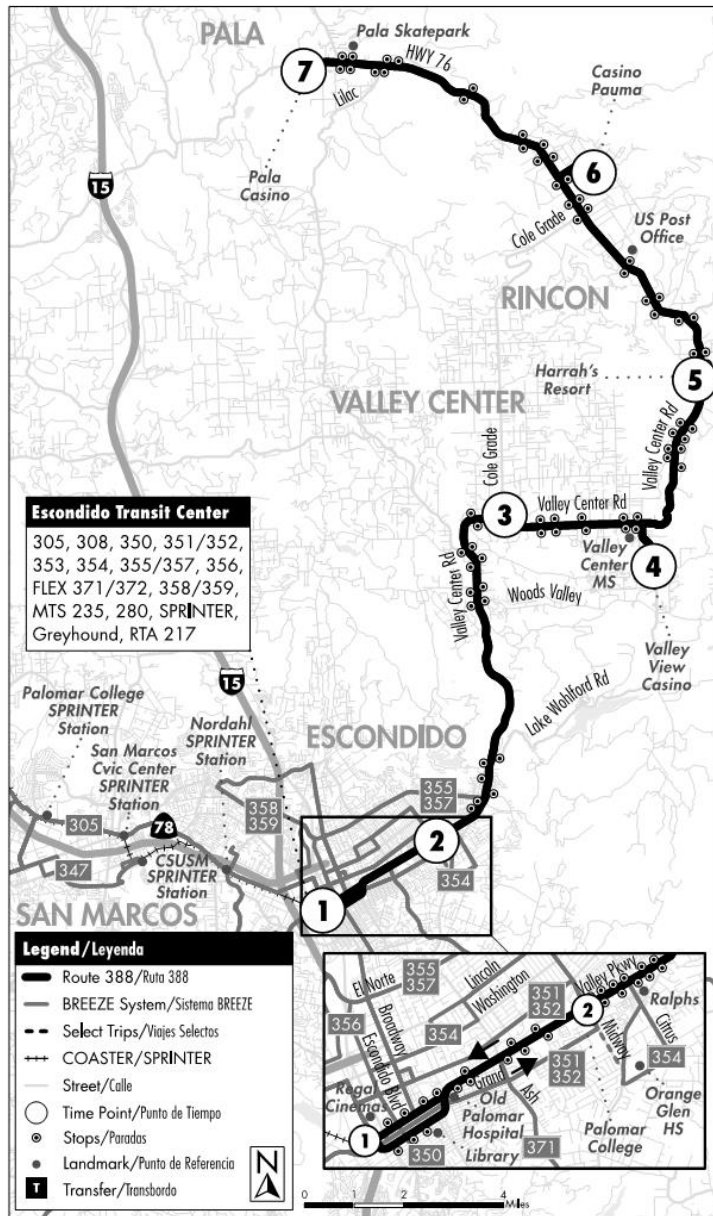 PALA
Pala Skatepark
HWY 76
7
Lilac
Casino
Pauma
15
Pala
Casino
6
Cole Grade
US Post
Office
RINCON
Harrah's
Resort
5
VALLEY CENTER
Cole Grade
Valley Center Rd
3
Valley Center Rd
Valley
Center
MS
4
Valley Center Rd
Woods Valley
Valley
View
Casino
Lake Wohlford Rd
Escondido Transit Center
305, 308, 350, 351/352,
353, 354, 355/357, 356,
FLEX 371/372, 358/359,
MTS 235, 280, SPRINTER,
Greyhound, RTA 217
15
Palomar College
SPRINTER
Station
Nordahl
SPRINTER
Station
San Marcos
Cvic Center
SPRINTER
Station
ESCONDIDO
355
357
358
359
305
78
2
347
CSUSM
SPRINTER
Station
354
1
SAN MARCOS
Legend/Leyenda
Route 388/Ruta 388
BREEZE System/Sistema BREEZE
Select Trips/Viajes Selectos
COASTER/SPRINTER
Street/Calle
Time Point/Punto de Tiempo
Stops/Paradas
Landmark/Punto de Referencia
T Transfer/Transbordo
N
El Norte
355
357
Lincoln
Washington
Valley Pkwy
351
352
2
Ralphs
356
Broadway
354
Midway
Citrus
Escondido Blvd
Grand
351
352
354
Regal
Cinemas
Ash
Old
Palomar
Hospital
Orange
Glen
HS
1
Library
Palomar
College
350
371
0 1 2 4
Miles